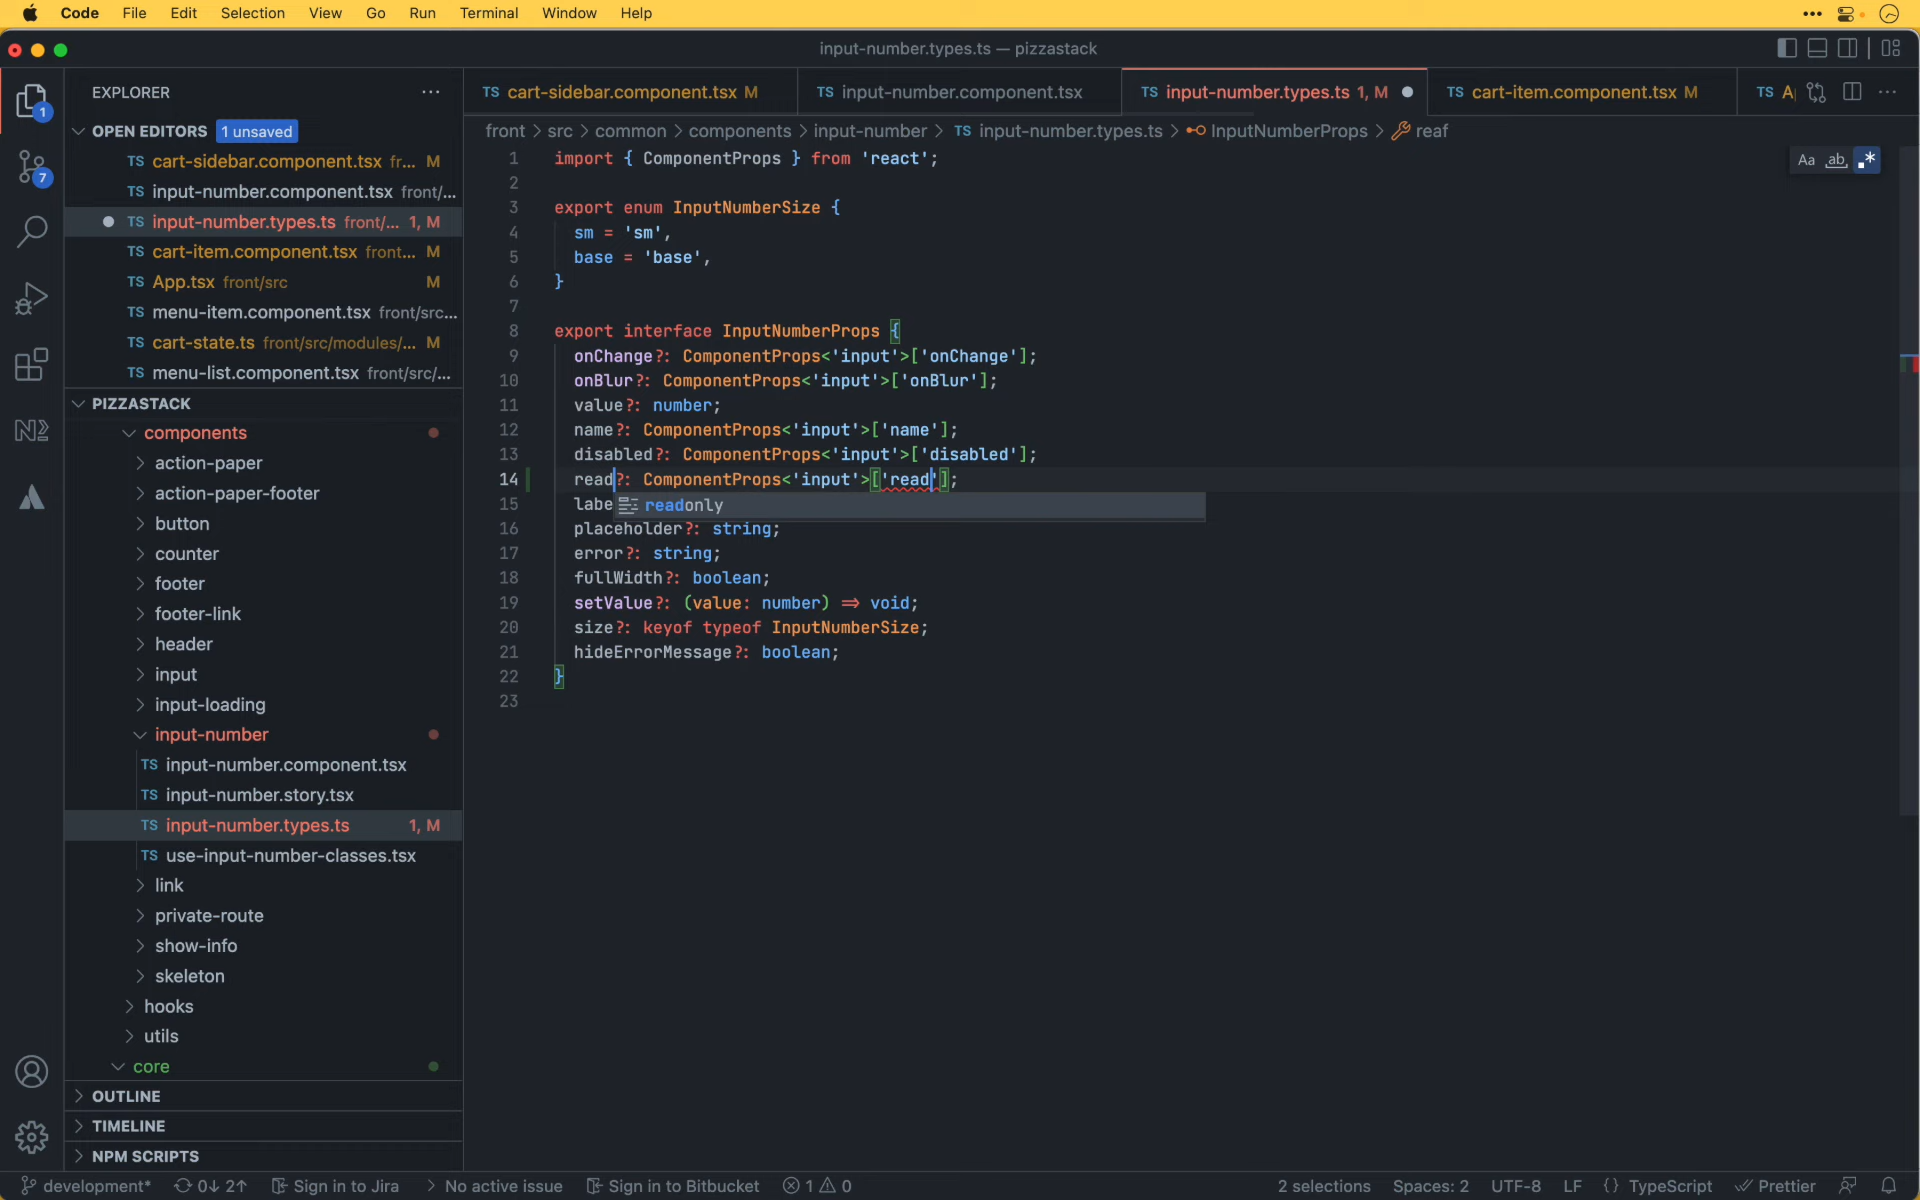 Code File Edit Selection View Go Run Terminal Window Help
input-number.types.ts — pizzastack
EXPLORER
OPEN EDITORS 1 unsaved
TS cart-sidebar.component.tsx fr... M
TS input-number.component.tsx front/...
TS input-number.types.ts front/... 1, M
TS cart-item.component.tsx front... M
TS App.tsx front/src M
TS menu-item.component.tsx front/src...
TS cart-state.ts front/src/modules/... M
TS menu-list.component.tsx front/src/...
PIZZASTACK
components
action-paper
action-paper-footer
button
counter
footer
footer-link
header
input
input-loading
input-number
TS input-number.component.tsx
TS input-number.story.tsx
TS input-number.types.ts 1, M
TS use-input-number-classes.tsx
link
private-route
show-info
skeleton
hooks
utils
core
OUTLINE
TIMELINE
NPM SCRIPTS
1
7
TS cart-sidebar.component.tsx M TS input-number.component.tsx TS input-number.types.ts 1, M TS cart-item.component.tsx M TS A
front > src > common > components > input-number > TS input-number.types.ts > InputNumberProps > reaf
Aa ab .*
1 import { ComponentProps } from 'react';
2
3 export enum InputNumberSize {
4 sm = 'sm',
5 base = 'base',
6 }
7
8 export interface InputNumberProps {
9 onChange?: ComponentProps<'input'>['onChange'];
10 onBlur?: ComponentProps<'input'>['onBlur'];
11 value?: number;
12 name?: ComponentProps<'input'>['name'];
13 disabled?: ComponentProps<'input'>['disabled'];
14 read?: ComponentProps<'input'>['read'];
15 labe
readonly
16 placeholder?: string;
17 error?: string;
18 fullWidth?: boolean;
19 setValue?: (value: number) => void;
20 size?: keyof typeof InputNumberSize;
21 hideErrorMessage?: boolean;
22 }
23
development* 0↓ 2↑ Sign in to Jira > No active issue Sign in to Bitbucket 1 0 2 selections Spaces: 2 UTF-8 LF {} TypeScript Prettier